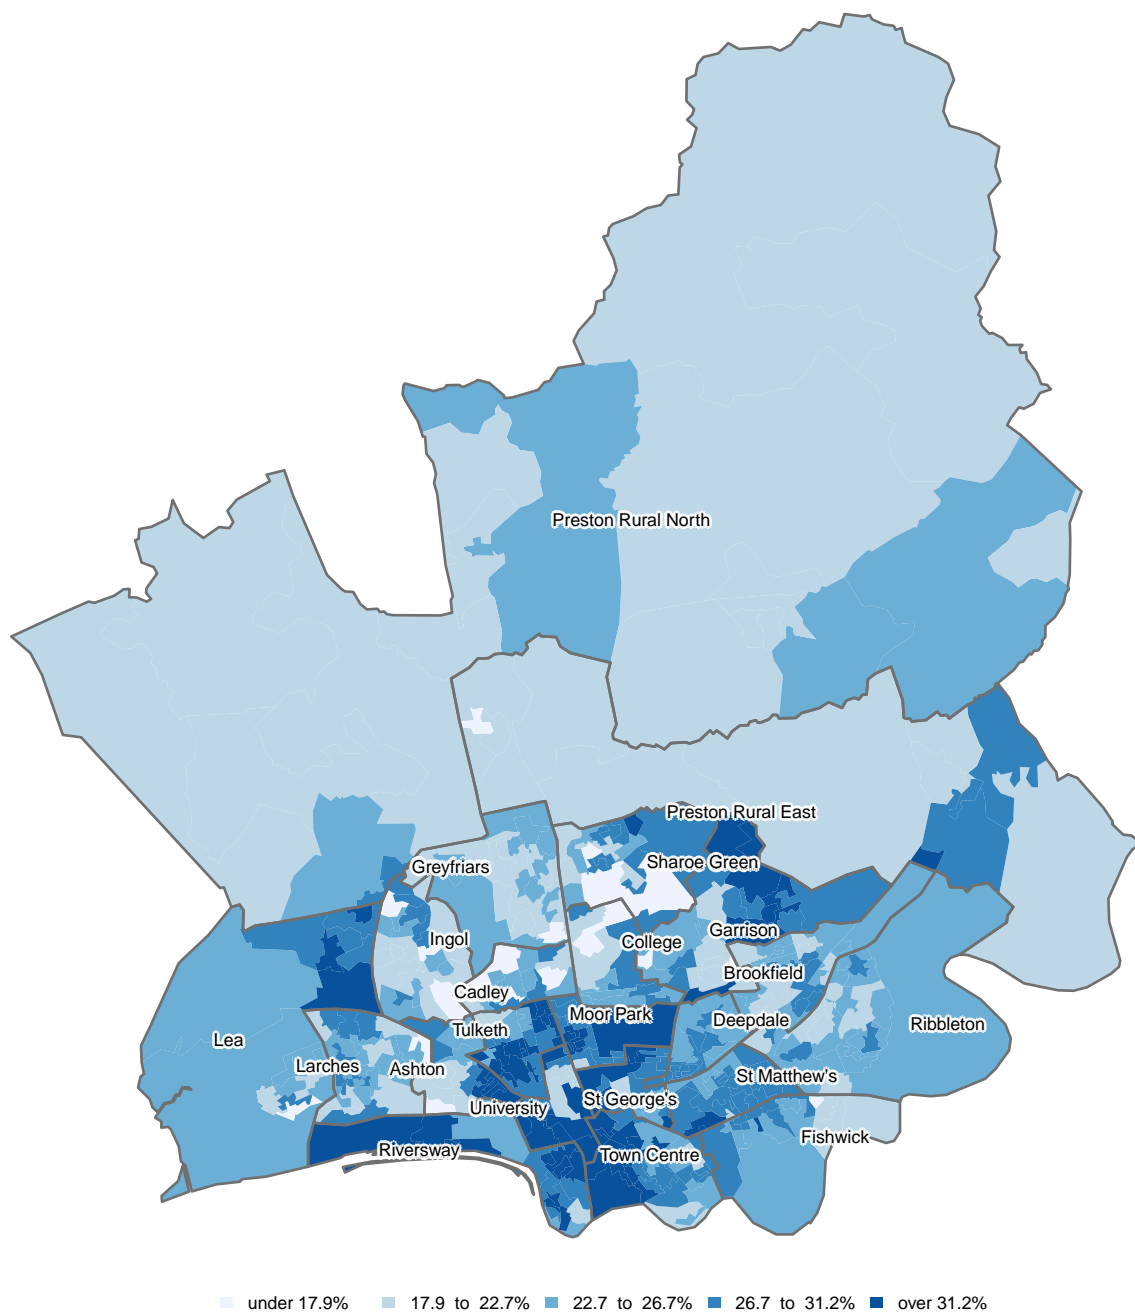 Preston Rural North
Preston Rural East
Sharoe Green
Greyfriars
Garrison
Ingol
College
Brookfield
Cadley
Moor Park
Deepdale
Ribbleton
Tulketh
Lea
Larches
Ashton
St Matthew's
St George's
University
Fishwick
Riversway
Town Centre
under 17.9% 17.9 to 22.7% 22.7 to 26.7% 26.7 to 31.2% over 31.2%